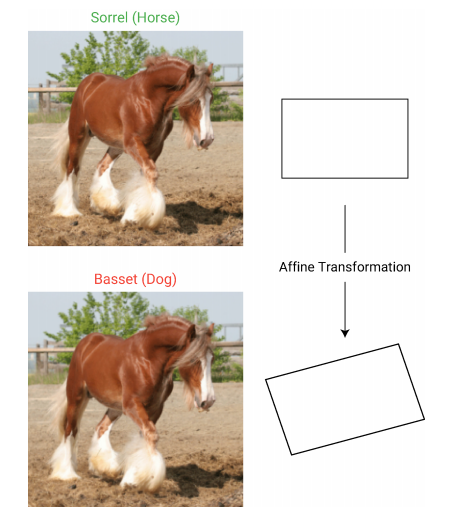 Sorrel (Horse)
Affine Transformation
Basset (Dog)